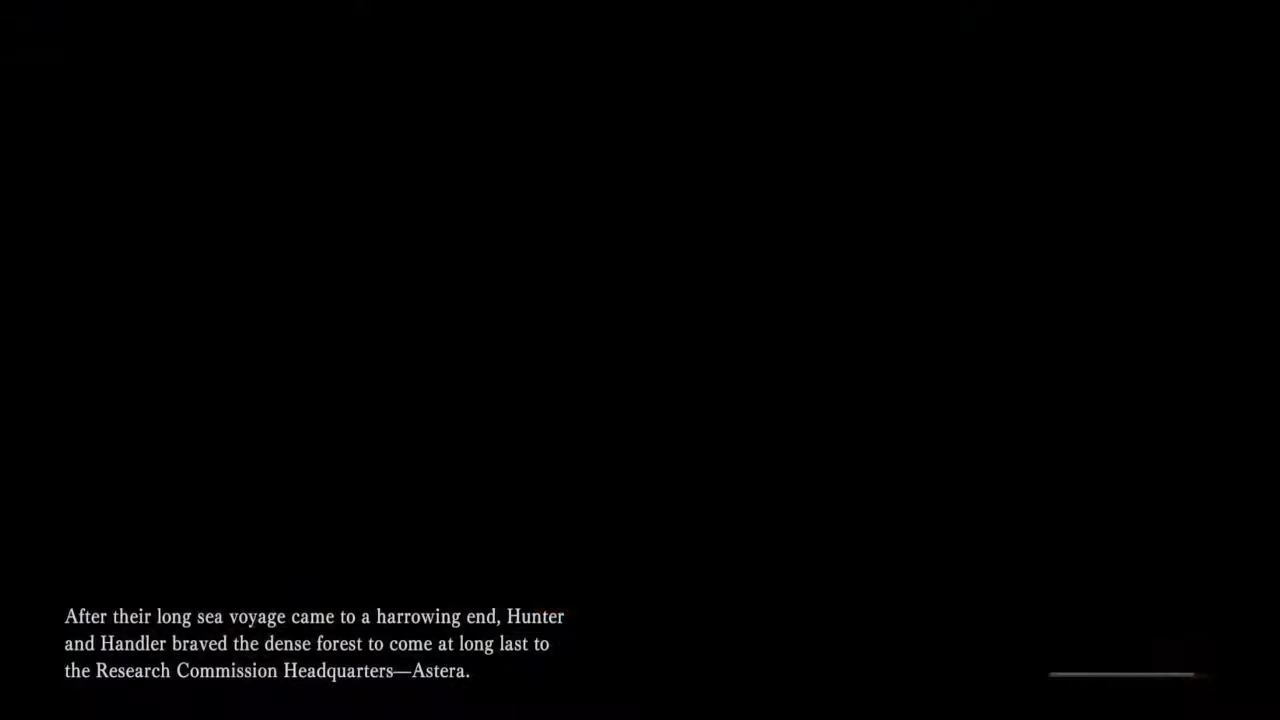 After their long sea voyage came to a harrowing end, Hunter
and Handler braved the dense forest to come at long last to
the Research Commission Headquarters—Astera.